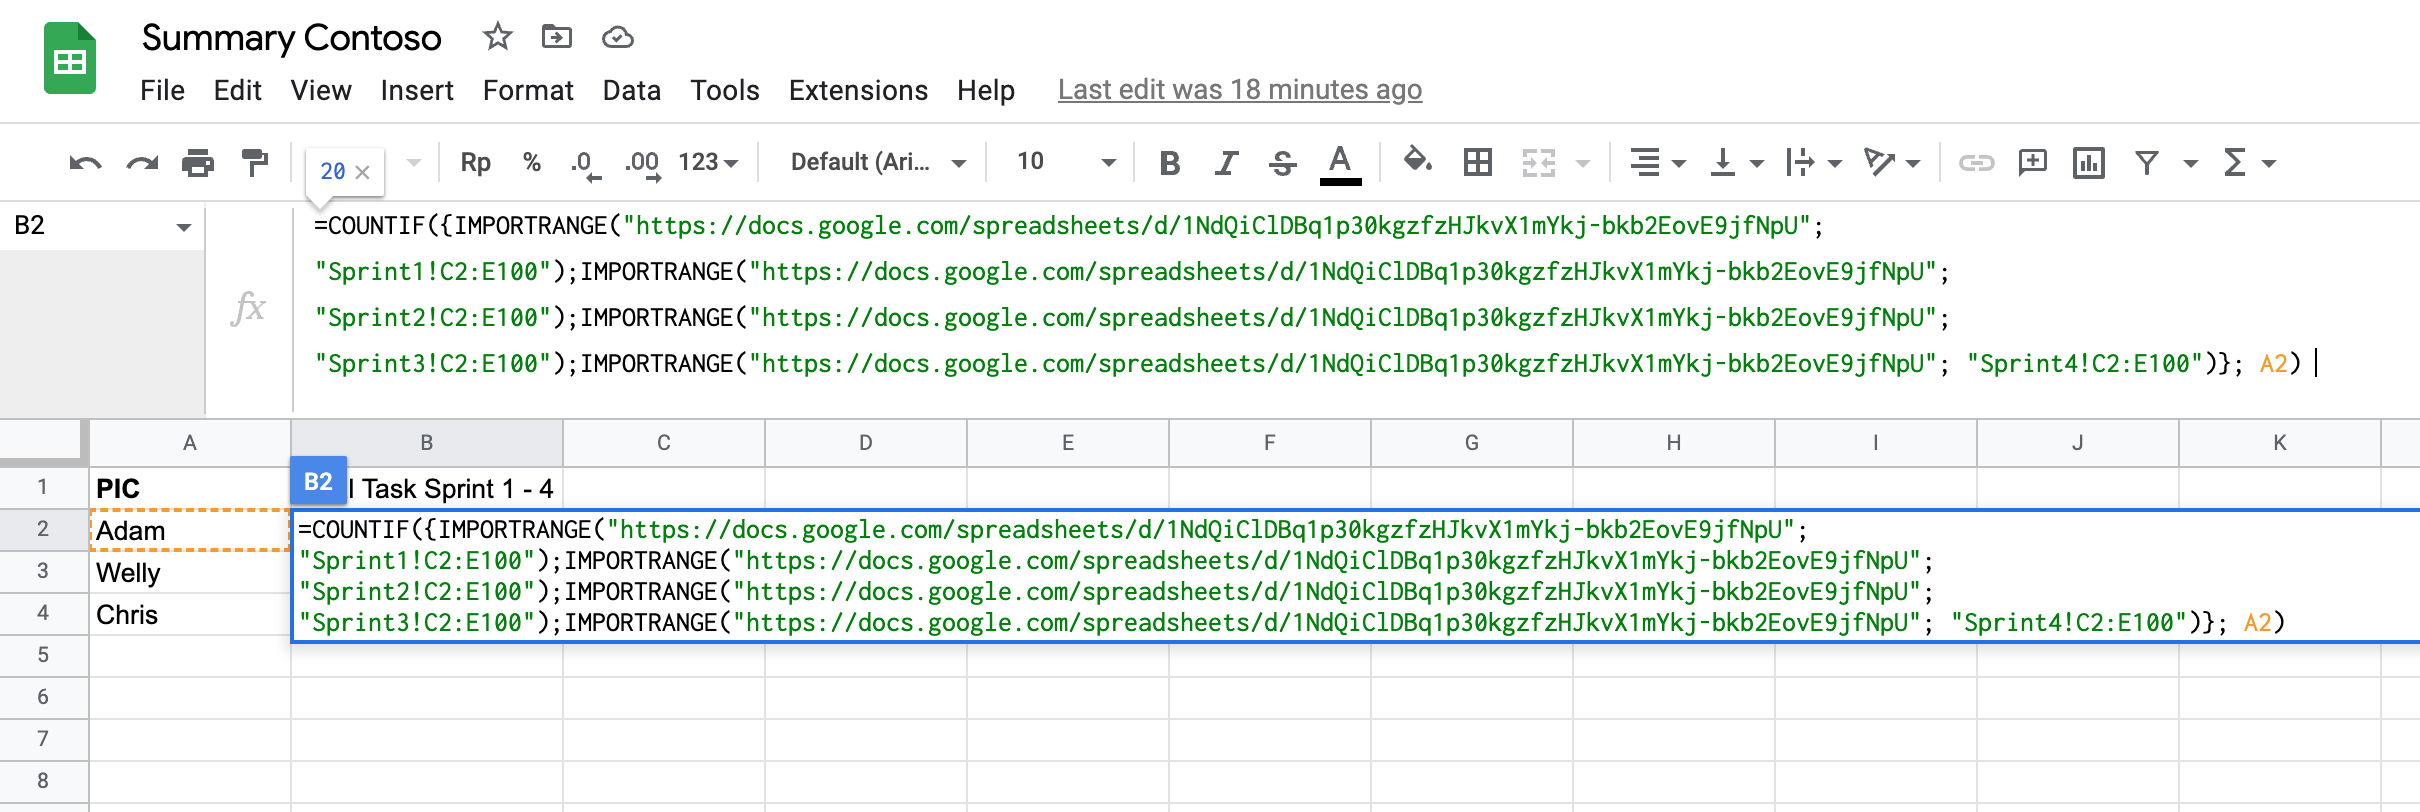 Summary Contoso
File Edit View Insert Format Data Tools Extensions Help Last edit was 18 minutes ago
20 × Rp % .0 .00 123 Default (Ari... 10 B I S A Σ
B2
fx
=COUNTIF({IMPORTRANGE("https://docs.google.com/spreadsheets/d/1NdQiClDBq1p30kgzfzHJkvX1mYkj-bkb2EovE9jfNpU";
"Sprint1!C2:E100");IMPORTRANGE("https://docs.google.com/spreadsheets/d/1NdQiClDBq1p30kgzfzHJkvX1mYkj-bkb2EovE9jfNpU";
"Sprint2!C2:E100");IMPORTRANGE("https://docs.google.com/spreadsheets/d/1NdQiClDBq1p30kgzfzHJkvX1mYkj-bkb2EovE9jfNpU";
"Sprint3!C2:E100");IMPORTRANGE("https://docs.google.com/spreadsheets/d/1NdQiClDBq1p30kgzfzHJkvX1mYkj-bkb2EovE9jfNpU"; "Sprint4!C2:E100")}; A2)
A B C D E F G H I J K
1 PIC B2 l Task Sprint 1 - 4
2 Adam =COUNTIF({IMPORTRANGE("https://docs.google.com/spreadsheets/d/1NdQiClDBq1p30kgzfzHJkvX1mYkj-bkb2EovE9jfNpU";
"Sprint1!C2:E100");IMPORTRANGE("https://docs.google.com/spreadsheets/d/1NdQiClDBq1p30kgzfzHJkvX1mYkj-bkb2EovE9jfNpU";
3 Welly "Sprint2!C2:E100");IMPORTRANGE("https://docs.google.com/spreadsheets/d/1NdQiClDBq1p30kgzfzHJkvX1mYkj-bkb2EovE9jfNpU";
4 Chris "Sprint3!C2:E100");IMPORTRANGE("https://docs.google.com/spreadsheets/d/1NdQiClDBq1p30kgzfzHJkvX1mYkj-bkb2EovE9jfNpU"; "Sprint4!C2:E100")}; A2)
5
6
7
8